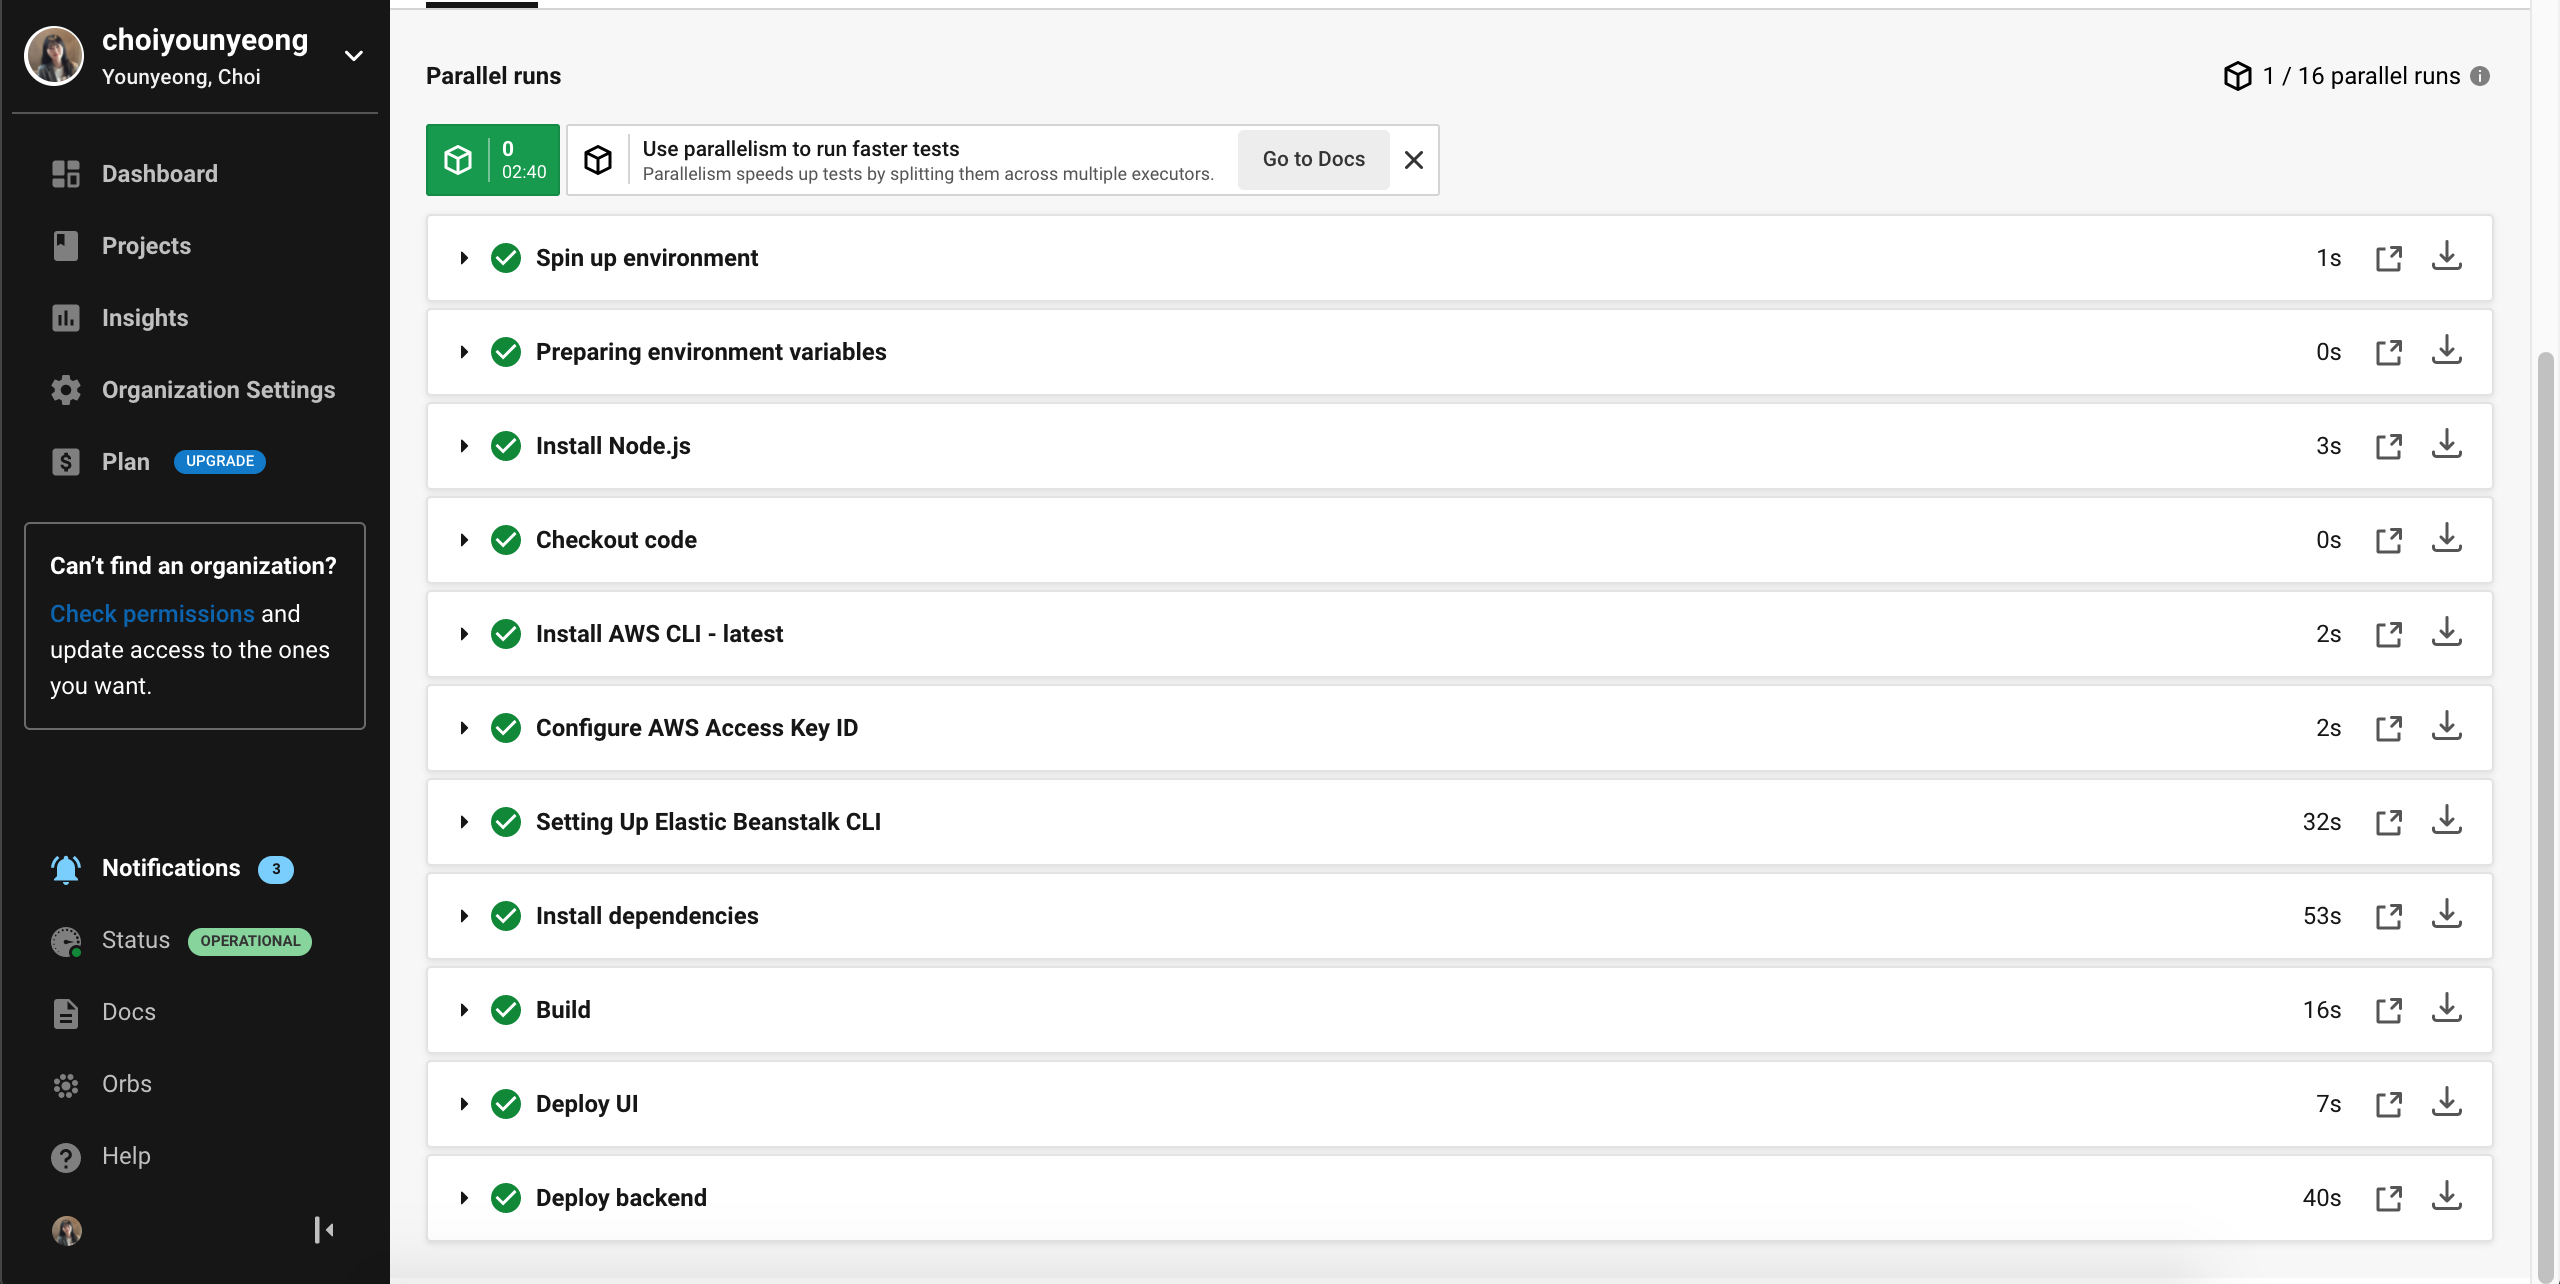 choiyounyeong
Younyeong, Choi
Dashboard
Projects
Insights
Organization Settings
Plan UPGRADE
Can’t find an organization?
Check permissions and
update access to the ones
you want.
Notifications 3
Status OPERATIONAL
Docs
Orbs
Help
Parallel runs
1 / 16 parallel runs
0
02:40
Use parallelism to run faster tests
Parallelism speeds up tests by splitting them across multiple executors.
Go to Docs
Spin up environment 1s
Preparing environment variables 0s
Install Node.js 3s
Checkout code 0s
Install AWS CLI - latest 2s
Configure AWS Access Key ID 2s
Setting Up Elastic Beanstalk CLI 32s
Install dependencies 53s
Build 16s
Deploy UI 7s
Deploy backend 40s